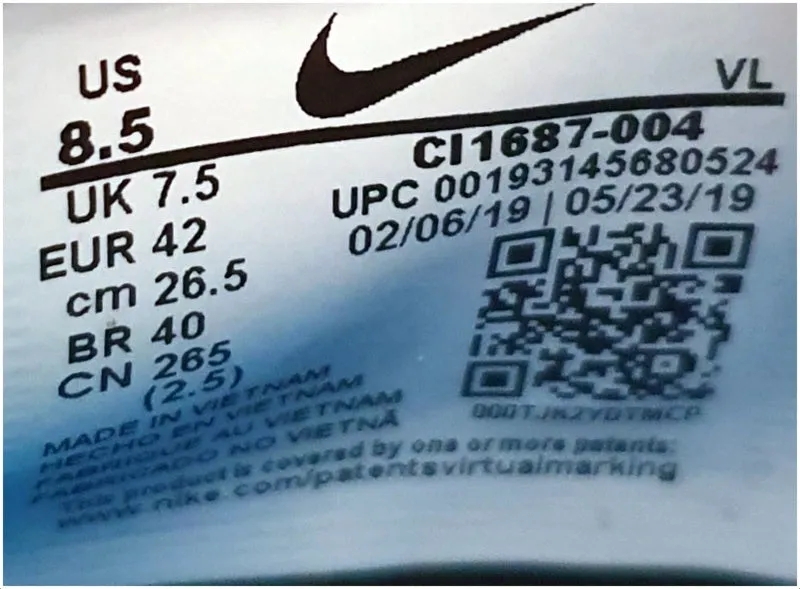 US
8.5
VL
UK 7.5
EUR 42
cm 26.5
BR 40
CN 265
(2.5)
CI1687-004
UPC 00193145680524
02/06/19 | 05/23/19
MADE IN VIETNAM
HECHO EN VIETNAM
FABRIQUÉ AU VIETNAM
FABRICADO NO VIETNÃ
This product is covered by one or more patents:
www.nike.com/patentsvirtualmarking